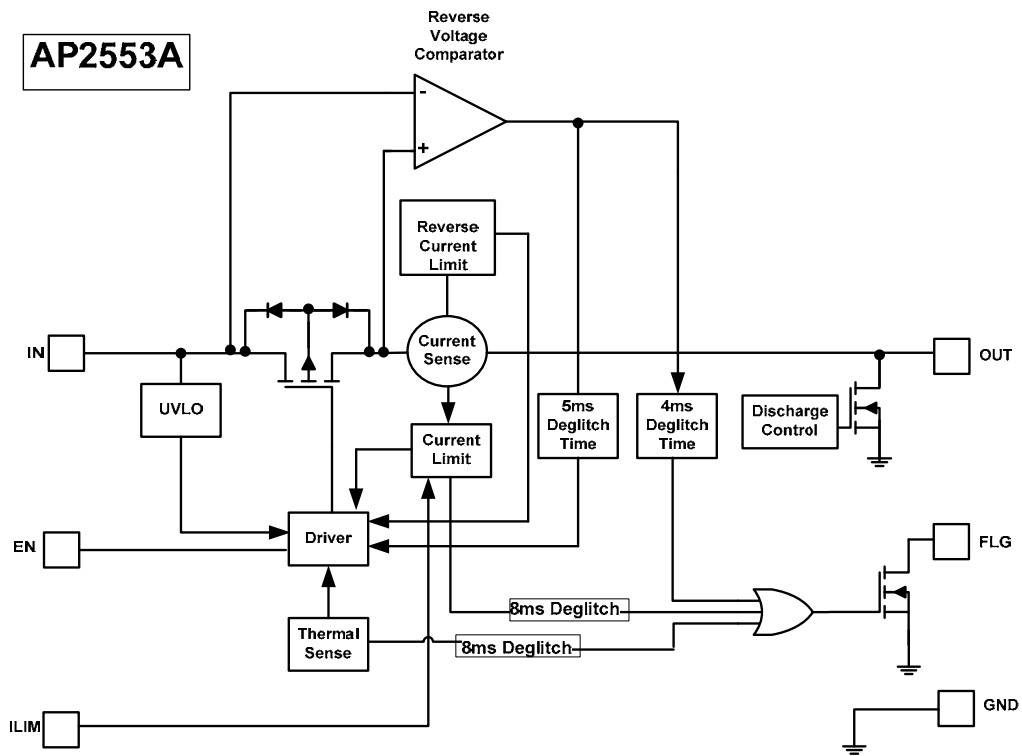 Reverse
Voltage
Comparator
AP2553A
-
+
Reverse
Current
Limit
IN
Current
Sense
OUT
UVLO
5ms
Deglitch
Time
4ms
Deglitch
Time
Discharge
Control
Current
Limit
Driver
EN
FLG
8ms Deglitch
Thermal
Sense
8ms Deglitch
GND
ILIM